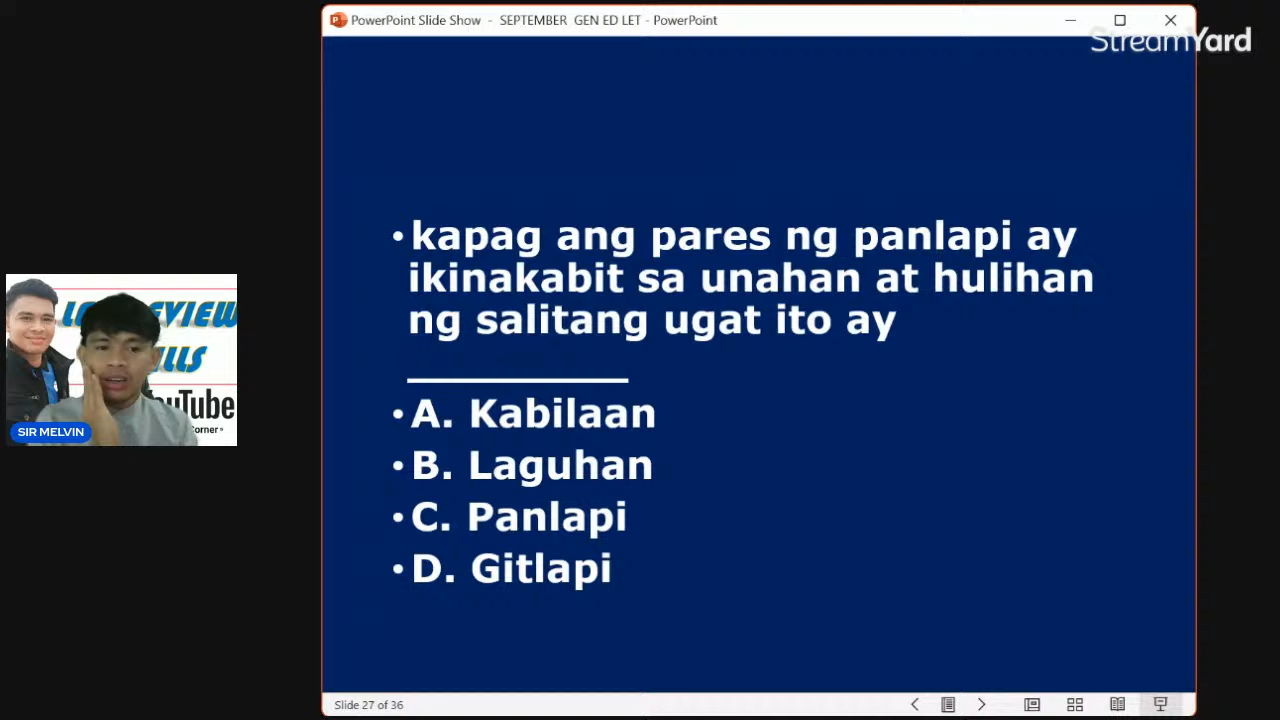 PowerPoint Slide Show - SEPTEMBER GEN ED LET - PowerPoint
StreamYard
• kapag ang pares ng panlapi ay
ikinakabit sa unahan at hulihan
ng salitang ugat ito ay
__________
• A. Kabilaan
• B. Laguhan
• C. Panlapi
• D. Gitlapi
SIR MELVIN
Slide 27 of 36